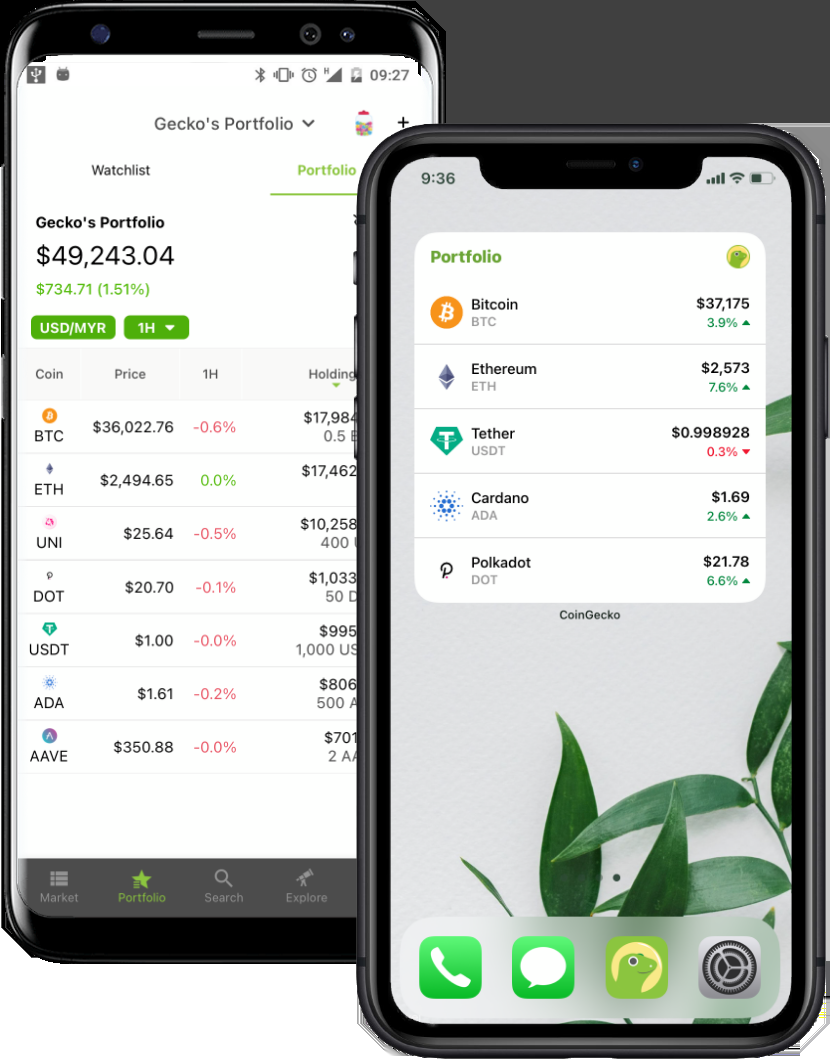 09:27
Gecko's Portfolio
+
Watchlist
Portfolio
Gecko's Portfolio
$49,243.04
$734.71 (1.51%)
USD/MYR 1H
Coin Price 1H Holding
BTC $36,022.76 -0.6% $17,984
0.5
ETH $2,494.65 0.0% $17,462
UNI $25.64 -0.5% $10,258
400
DOT $20.70 -0.1% $1,033
50
USDT $1.00 -0.0% $995
1,000 US
ADA $1.61 -0.2% $806
500 A
AAVE $350.88 -0.0% $701
2 AA
Market Portfolio Search Explore
9:36
Portfolio
Bitcoin $37,175
BTC 3.9%
Ethereum $2,573
ETH 7.6%
Tether $0.998928
USDT 0.3%
Cardano $1.69
ADA 2.6%
Polkadot $21.78
DOT 6.6%
CoinGecko